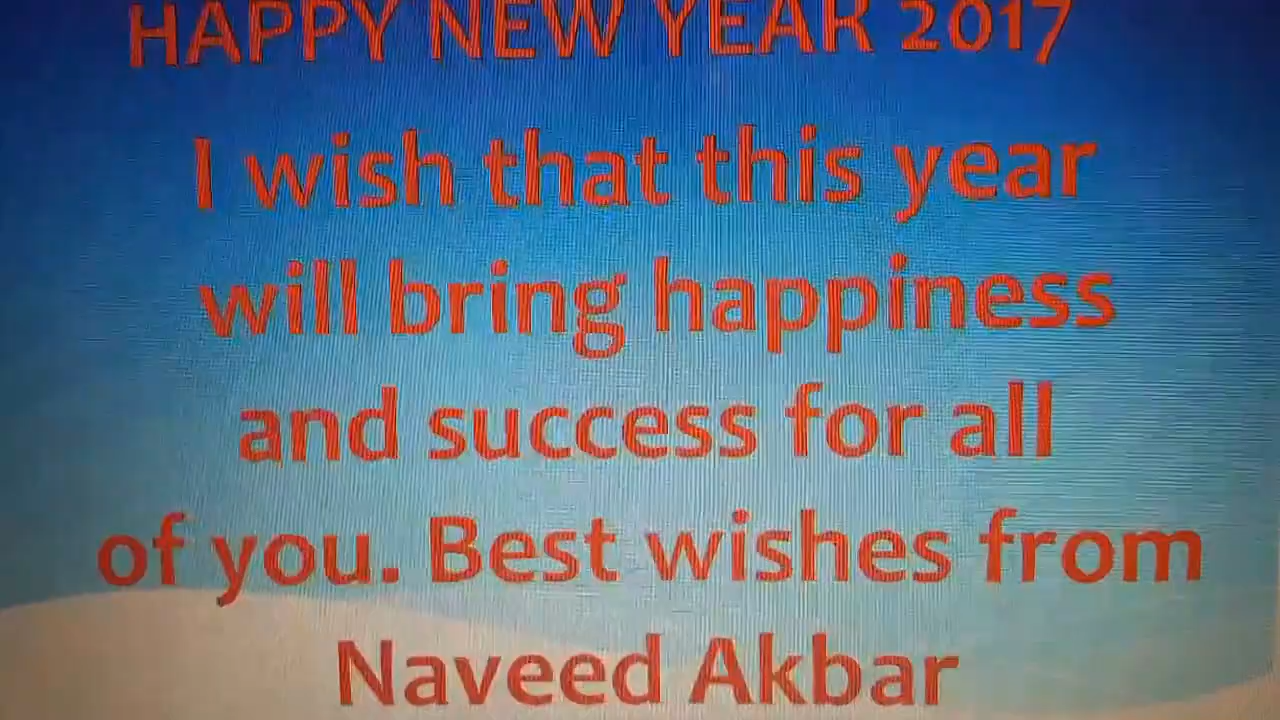 HAPPY NEW YEAR 2017
I wish that this year
will bring happiness
and success for all
of you. Best wishes from
Naveed Akbar